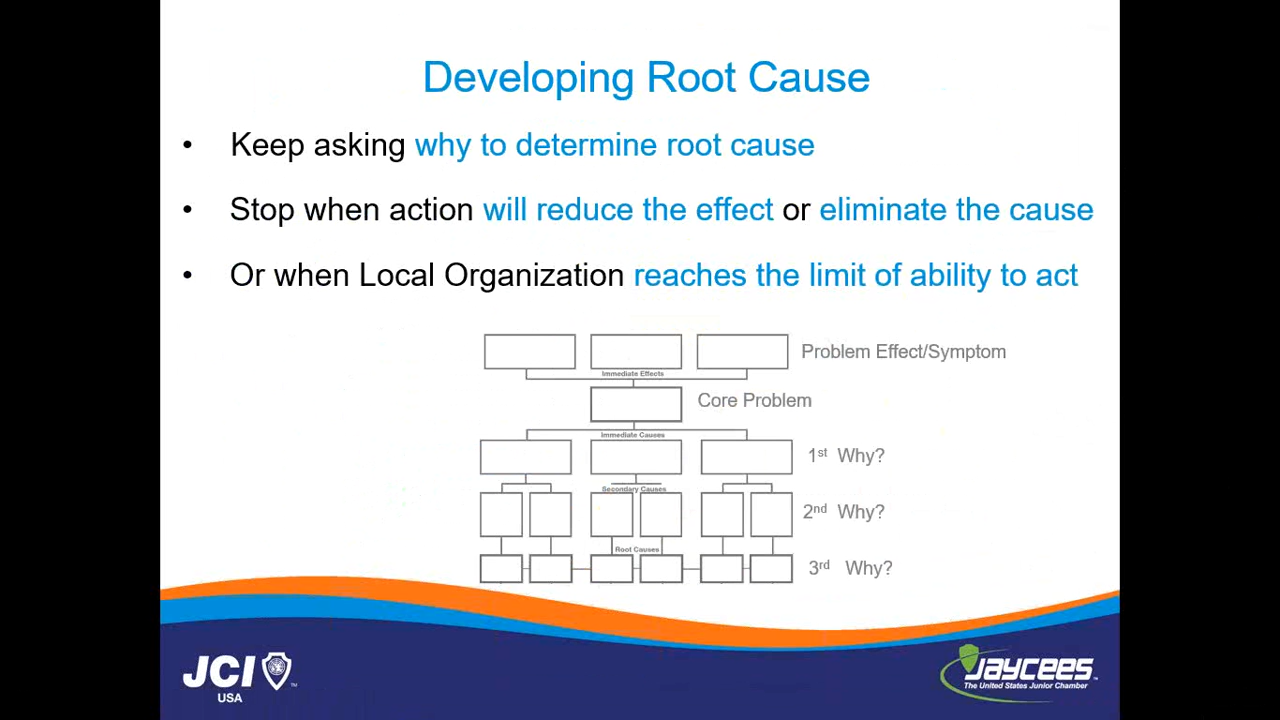 Developing Root Cause
• Keep asking why to determine root cause
• Stop when action will reduce the effect or eliminate the cause
• Or when Local Organization reaches the limit of ability to act
Problem Effect/Symptom
Immediate Effects
Core Problem
Immediate Causes
1st Why?
Secondary Causes
2nd Why?
Root Causes
3rd Why?
JCI
USA
TM
Jaycees
The United States Junior Chamber